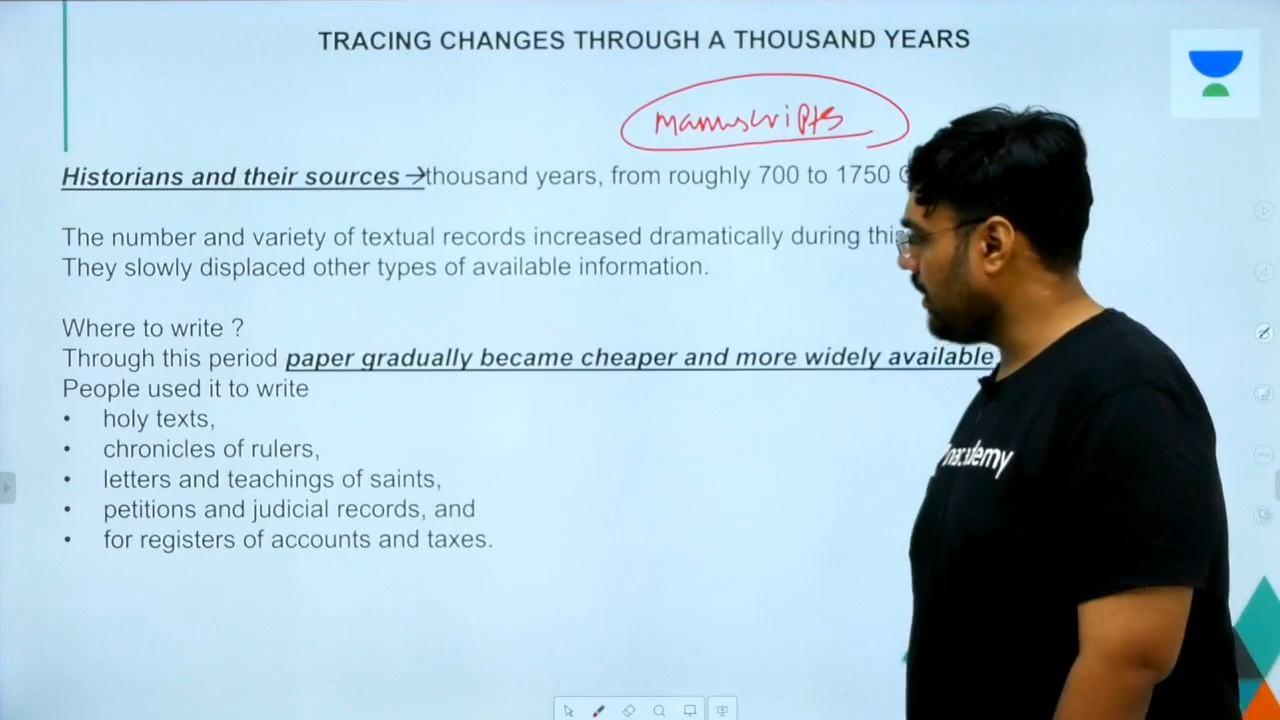 TRACING CHANGES THROUGH A THOUSAND YEARS
manuscripts
Historians and their sources →thousand years, from roughly 700 to 1750
The number and variety of textual records increased dramatically during this
They slowly displaced other types of available information.
Where to write ?
Through this period paper gradually became cheaper and more widely available
People used it to write
• holy texts,
• chronicles of rulers,
• letters and teachings of saints,
• petitions and judicial records, and
• for registers of accounts and taxes.
nacademy